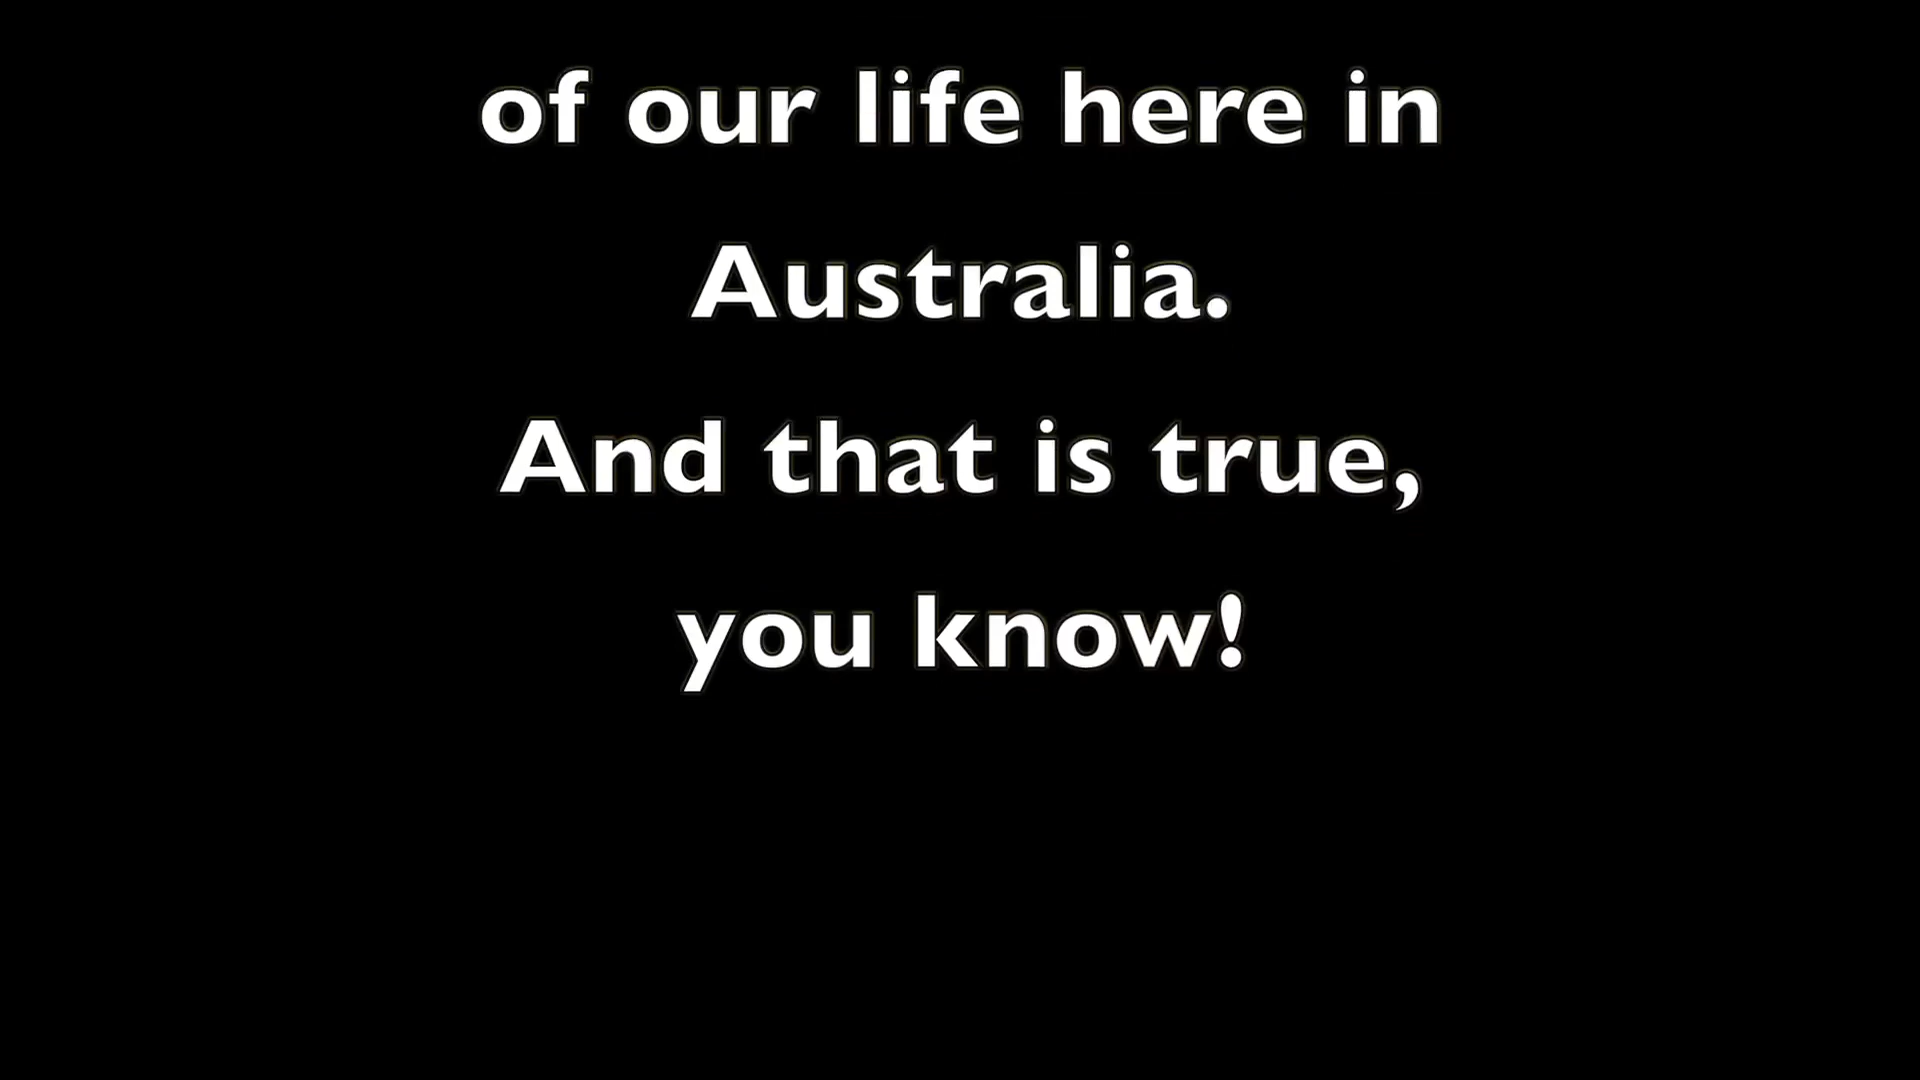 of our life here in
Australia.
And that is true,
you know!